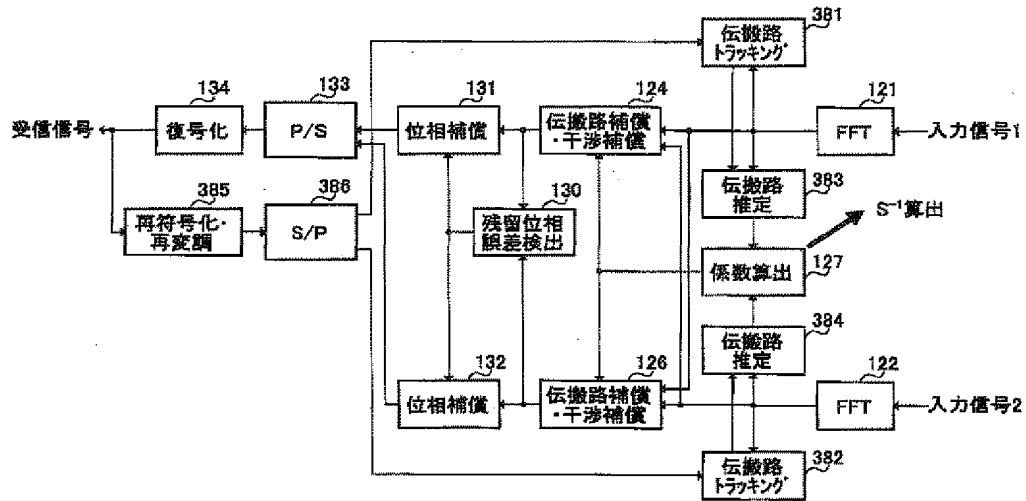 381
伝搬路
トラッキング
134
133
131
124
121
受信信号
復号化
P/S
位相補償
伝搬路補償
・干渉補償
FFT
入力信号1
385
386
130
383
再符号化・
再変調
S/P
残留位相
誤差検出
伝搬路
推定
S⁻¹算出
係数算出
127
384
伝搬路
推定
132
126
122
位相補償
伝搬路補償
・干渉補償
FFT
入力信号2
伝搬路
トラッキング
382